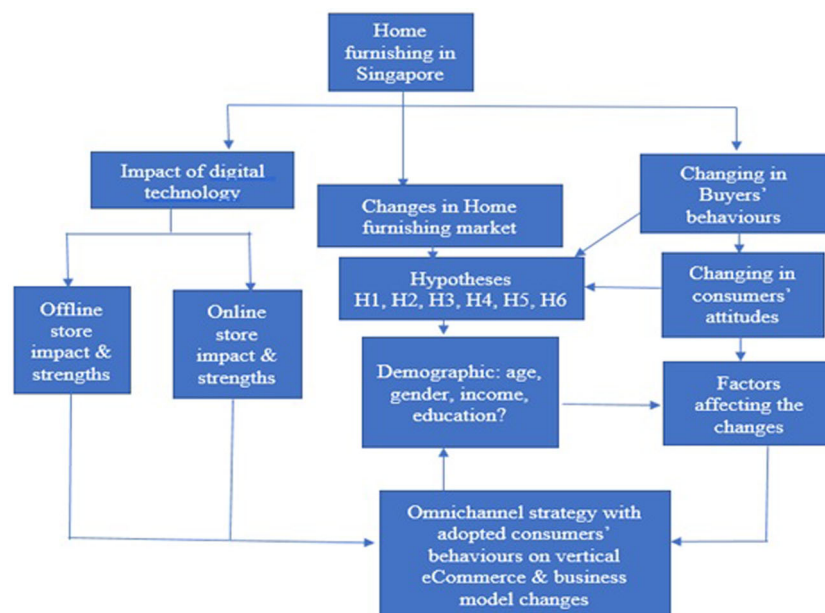 Home
furnishing in
Singapore
Impact of digital
technology
Changes in Home
furnishing market
Changing in
Buyers'
behaviours
Hypotheses
H1, H2, H3, H4, H5, H6
Changing in
consumers'
attitudes
Offline
store
impact &
strengths
Online
store
impact &
strengths
Demographic: age,
gender, income,
education?
Factors
affecting the
changes
Omnichannel strategy with
adopted consumers'
behaviours on vertical
eCommerce & business
model changes